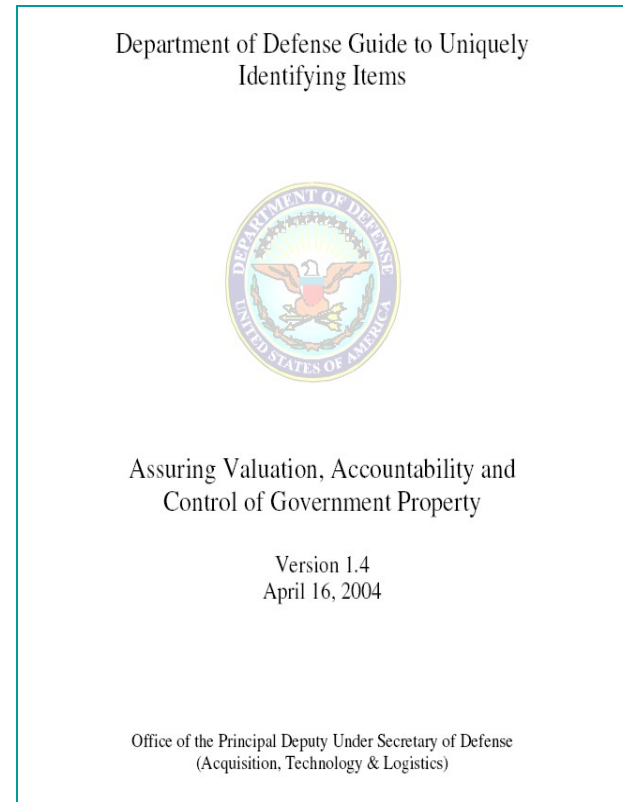 Department of Defense Guide to Uniquely
Identifying Items
DEPARTMENT OF DEFENSE
UNITED STATES OF AMERICA
Assuring Valuation, Accountability and
Control of Government Property
Version 1.4
April 16, 2004
Office of the Principal Deputy Under Secretary of Defense
(Acquisition, Technology & Logistics)